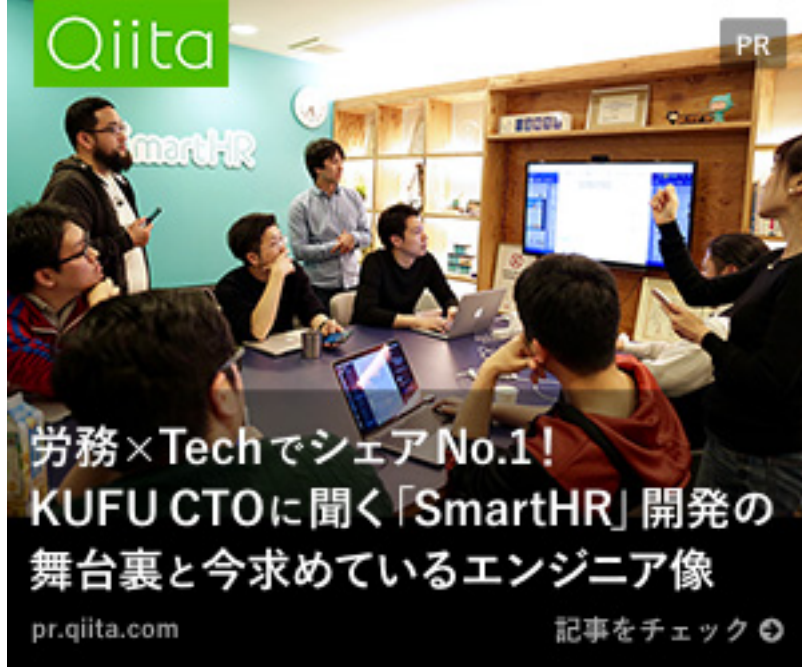 Qiita
PR
SmartHR
労務×TechでシェアNo.1!
KUFU CTOに聞く「SmartHR」開発の
舞台裏と今求めているエンジニア像
pr.qiita.com
記事をチェック